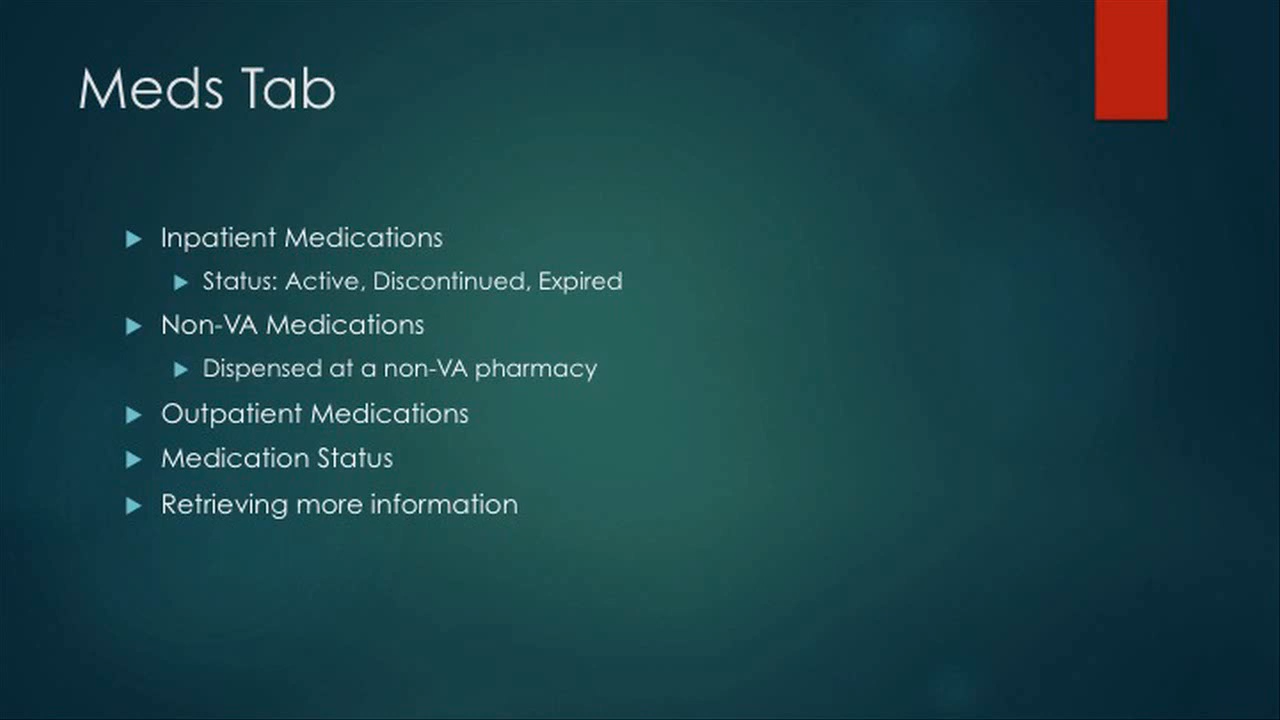 Meds Tab
Inpatient Medications
Status: Active, Discontinued, Expired
Non-VA Medications
Dispensed at a non-VA pharmacy
Outpatient Medications
Medication Status
Retrieving more information